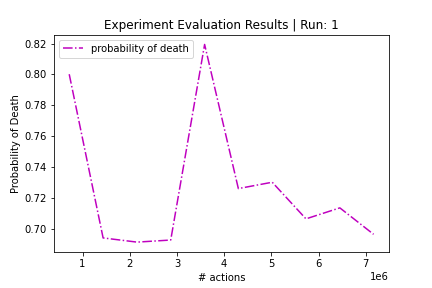 Experiment Evaluation Results | Run: 1
probability of death
Probability of Death
0.82
0.80
0.78
0.76
0.74
0.72
0.70
1 2 3 4 5 6 7
1e6
# actions